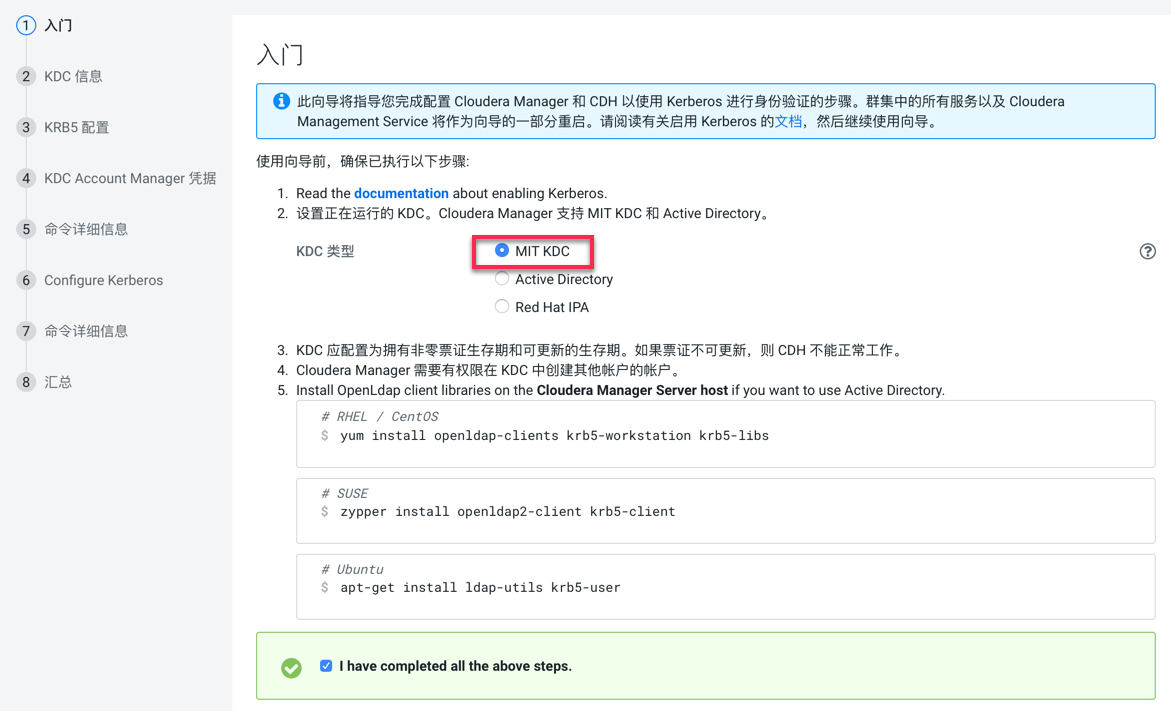 1 入门
2 KDC 信息
3 KRB5 配置
4 KDC Account Manager 凭据
5 命令详细信息
6 Configure Kerberos
7 命令详细信息
8 汇总
入门
此向导将指导您完成配置 Cloudera Manager 和 CDH 以使用 Kerberos 进行身份验证的步骤。群集中的所有服务以及 Cloudera
Management Service 将作为向导的一部分重启。请阅读有关启用 Kerberos 的文档，然后继续使用向导。
使用向导前，确保已执行以下步骤:
1. Read the documentation about enabling Kerberos.
2. 设置正在运行的 KDC。Cloudera Manager 支持 MIT KDC 和 Active Directory。
KDC 类型
MIT KDC
?
Active Directory
Red Hat IPA
3. KDC 应配置为拥有非零票证生存期和可更新的生存期。如果票证不可更新，则 CDH 不能正常工作。
4. Cloudera Manager 需要有权限在 KDC 中创建其他帐户的帐户。
5. Install OpenLdap client libraries on the Cloudera Manager Server host if you want to use Active Directory.
# RHEL / CentOS
$ yum install openldap-clients krb5-workstation krb5-libs
# SUSE
$ zypper install openldap2-client krb5-client
# Ubuntu
$ apt-get install ldap-utils krb5-user
I have completed all the above steps.